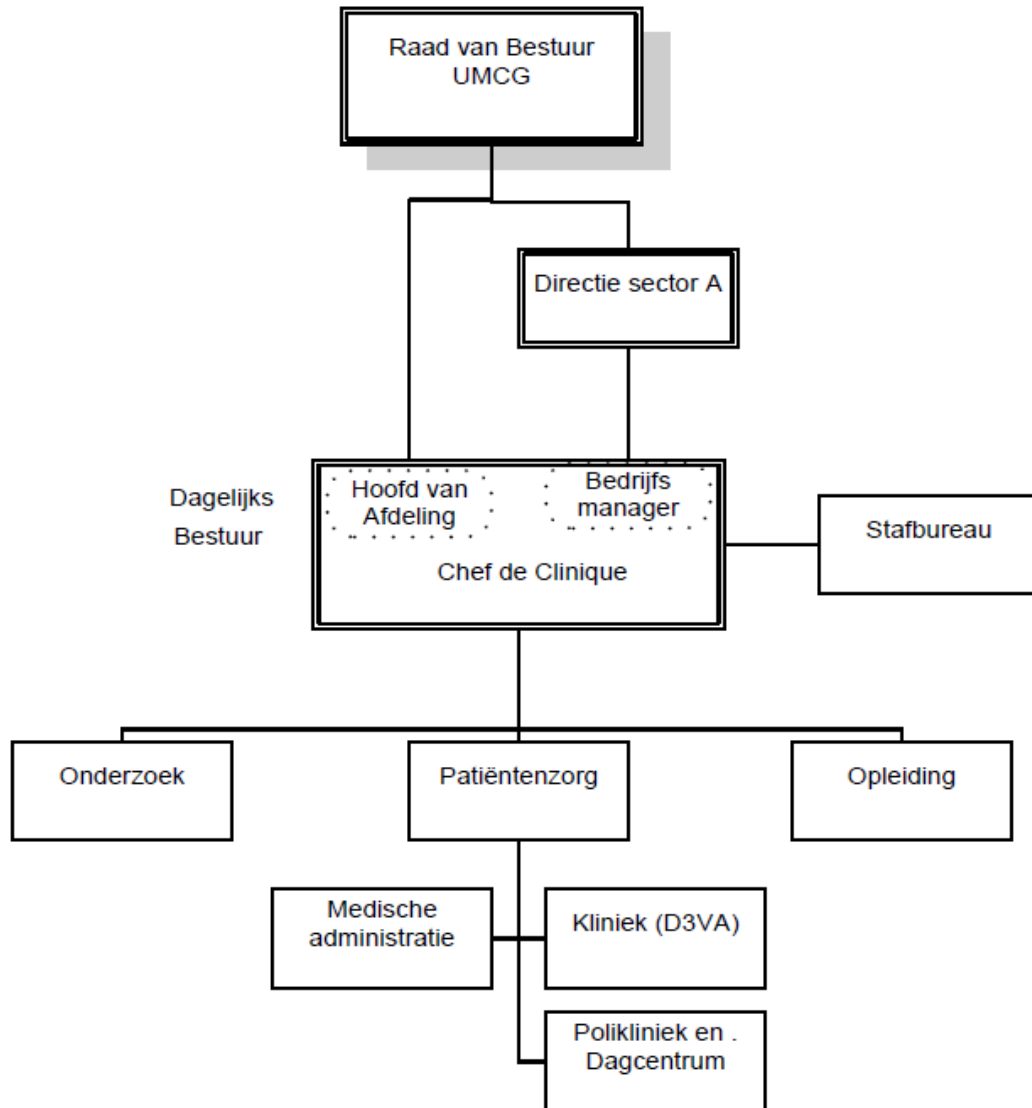 Raad van Bestuur
UMCG
Directie sector A
Dagelijks
Bestuur
Hoofd van
Afdeling
Bedrijfs
manager
Chef de Clinique
Stafbureau
Onderzoek
Patiëntenzorg
Opleiding
Medische
administratie
Kliniek (D3VA)
Polikliniek en .
Dagcentrum